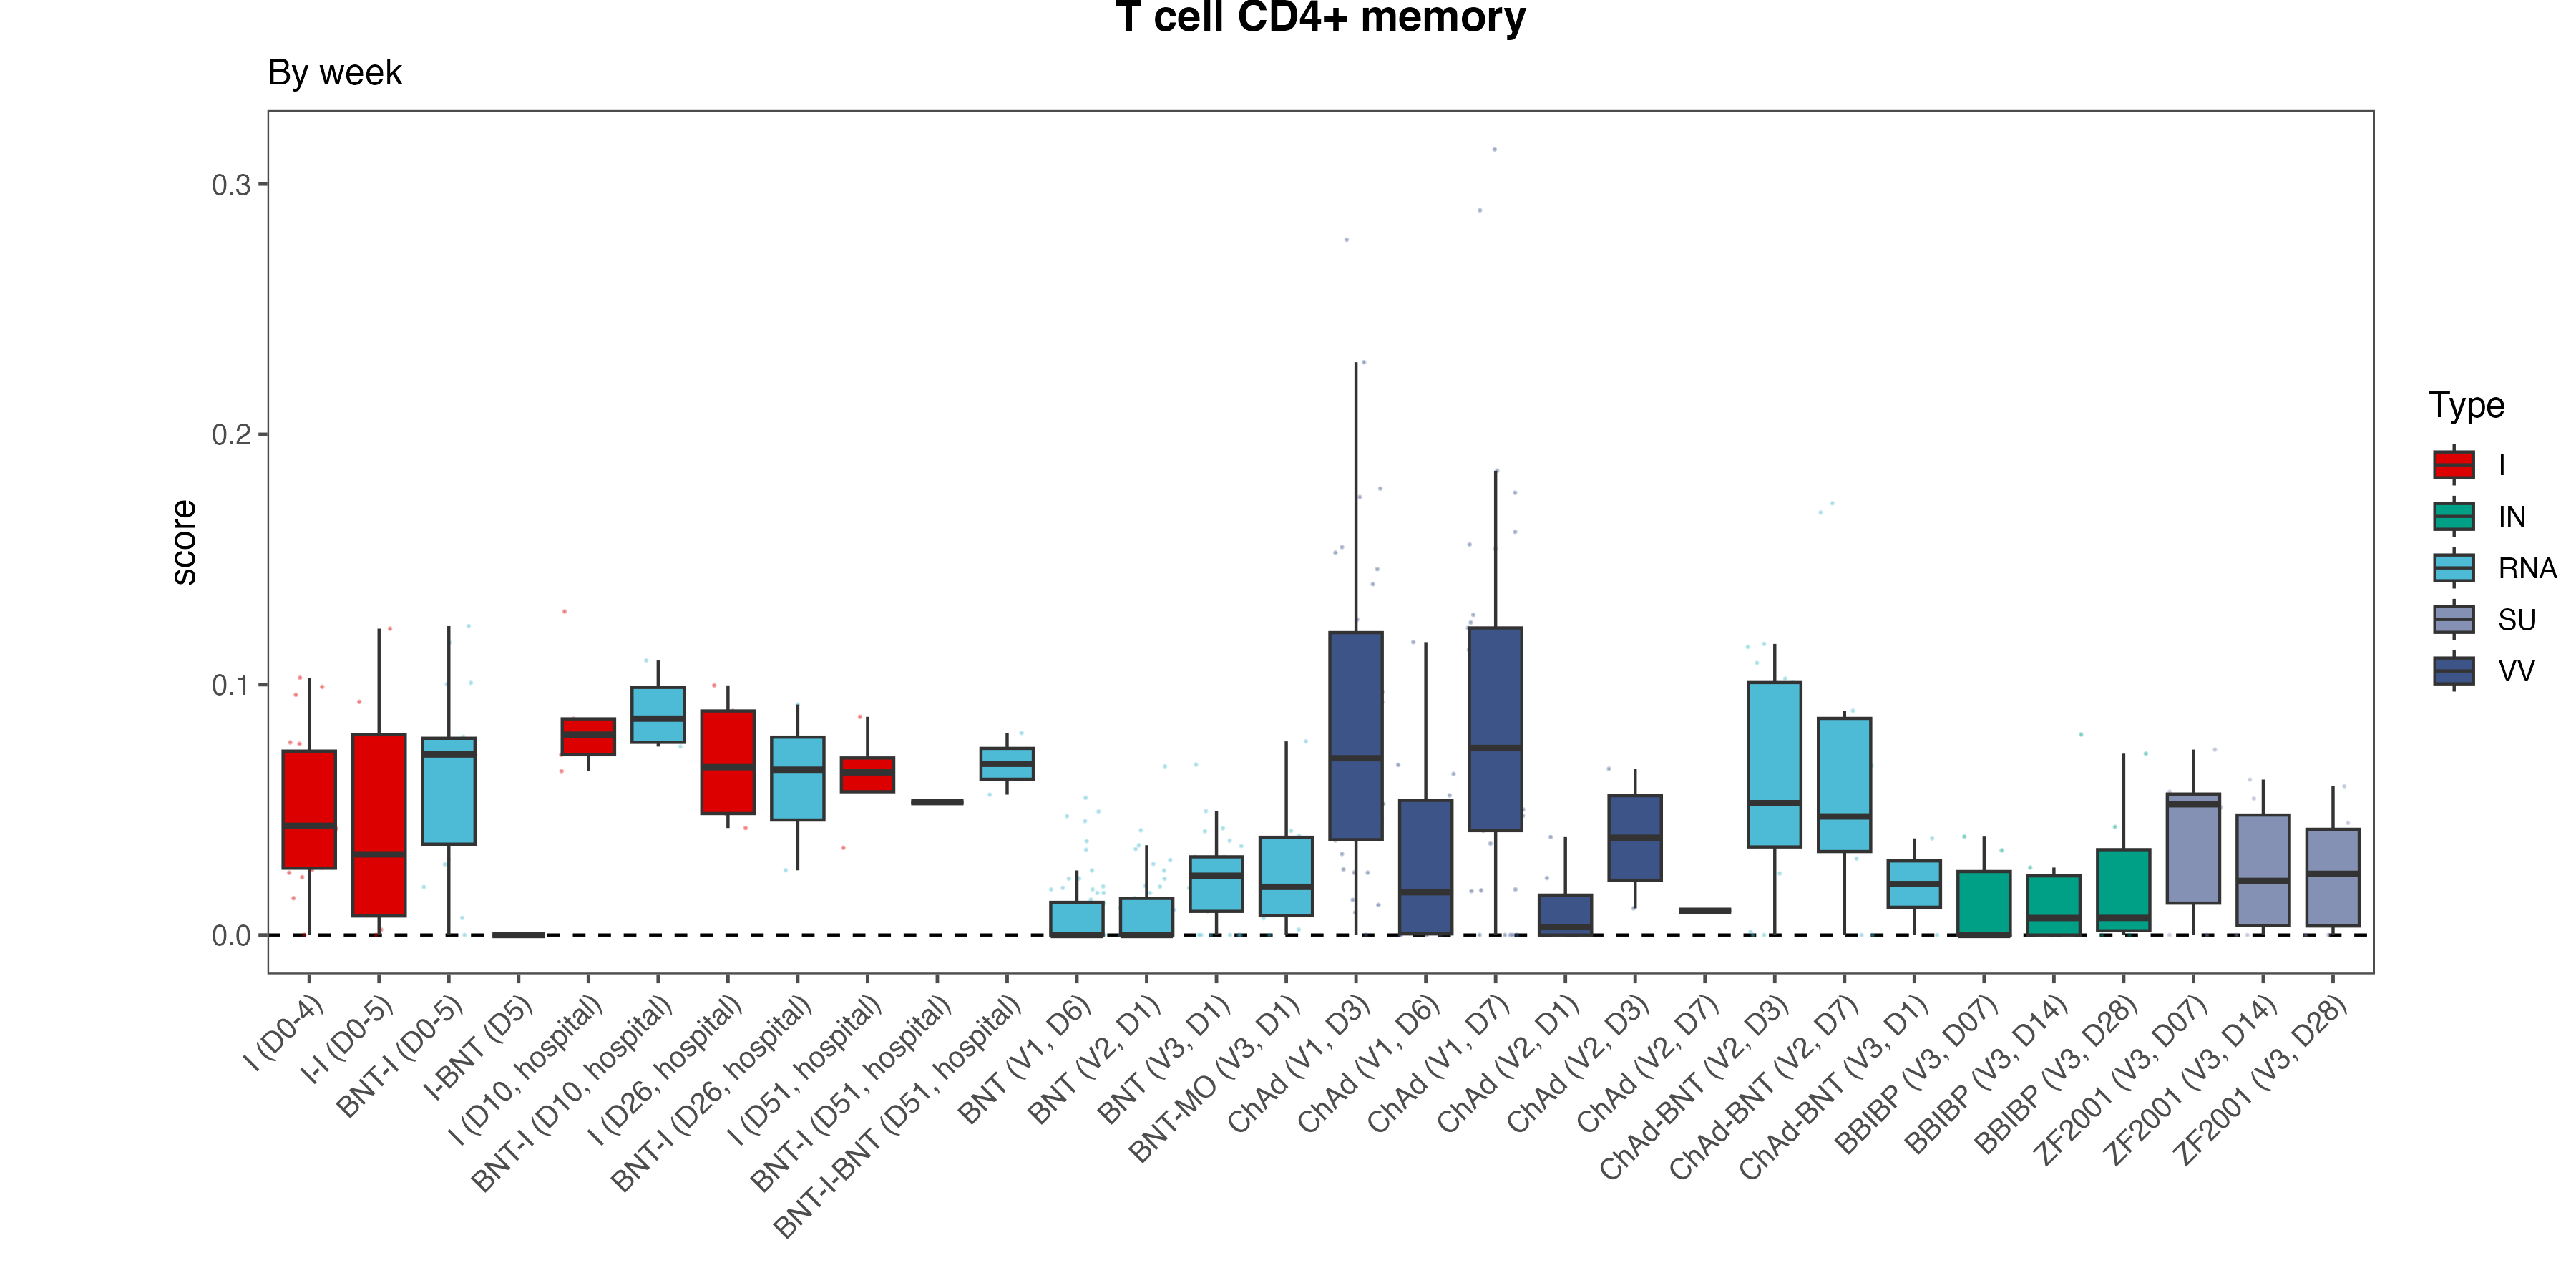 T cell CD4+ memory
By week
score
0.3
0.2
0.1
0.0
I (D0-4)
I-I (D0-5)
BNT-I (D0-5)
I-BNT (D5)
I (D10, hospital)
BNT-I (D10, hospital)
I (D26, hospital)
BNT-I (D26, hospital)
I (D51, hospital)
BNT-I (D51, hospital)
BNT-I-BNT (D51, hospital)
BNT (V1, D6)
BNT (V2, D1)
BNT (V3, D1)
BNT-MO (V3, D1)
ChAd (V1, D3)
ChAd (V1, D6)
ChAd (V1, D7)
ChAd (V2, D1)
ChAd (V2, D3)
ChAd (V2, D7)
ChAd-BNT (V2, D3)
ChAd-BNT (V2, D7)
ChAd-BNT (V3, D1)
BBIBP (V3, D07)
BBIBP (V3, D14)
BBIBP (V3, D28)
ZF2001 (V3, D07)
ZF2001 (V3, D14)
ZF2001 (V3, D28)
Type
I
IN
RNA
SU
VV